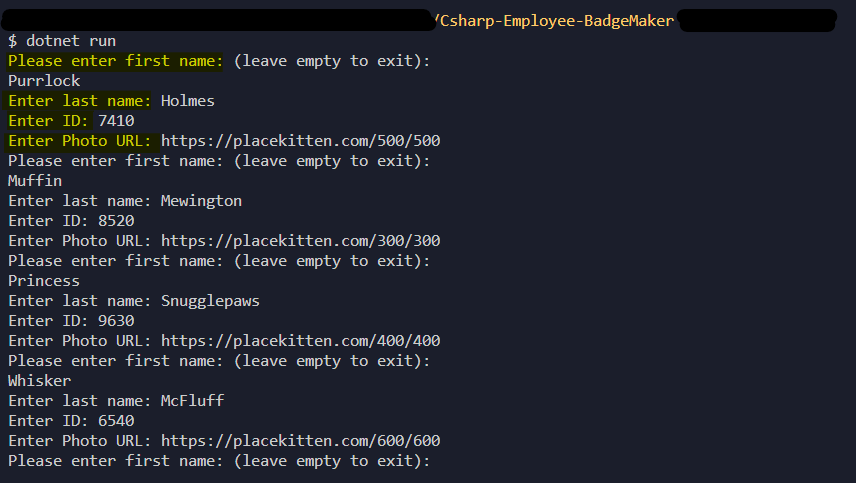 /Csharp-Employee-BadgeMaker
$ dotnet run
Please enter first name: (leave empty to exit):
Purrlock
Enter last name: Holmes
Enter ID: 7410
Enter Photo URL: https://placekitten.com/500/500
Please enter first name: (leave empty to exit):
Muffin
Enter last name: Mewington
Enter ID: 8520
Enter Photo URL: https://placekitten.com/300/300
Please enter first name: (leave empty to exit):
Princess
Enter last name: Snugglepaws
Enter ID: 9630
Enter Photo URL: https://placekitten.com/400/400
Please enter first name: (leave empty to exit):
Whisker
Enter last name: McFluff
Enter ID: 6540
Enter Photo URL: https://placekitten.com/600/600
Please enter first name: (leave empty to exit):